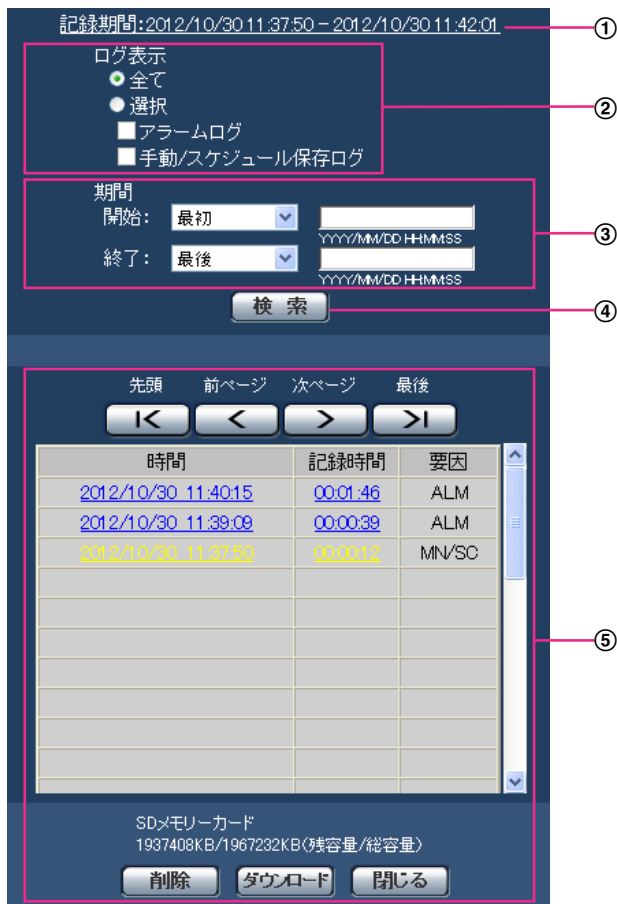 記録期間:2012/10/30 11:37:50 − 2012/10/30 11:42:01 ①
ログ表示
全て
選択 ②
アラームログ
手動/スケジュール保存ログ
期間
開始: 最初
YYYY/MM/DD HH:MM:SS ③
終了: 最後
YYYY/MM/DD HH:MM:SS
検索 ④
先頭 前ページ 次ページ 最後
|< < > >|
時間 記録時間 要因
2012/10/30 11:40:15 00:01:46 ALM
2012/10/30 11:39:09 00:00:39 ALM
2012/10/30 11:37:50 00:00:12 MN/SC
⑤
SDメモリーカード
1937408KB/1967232KB(残容量/総容量)
削除 ダウンロード 閉じる